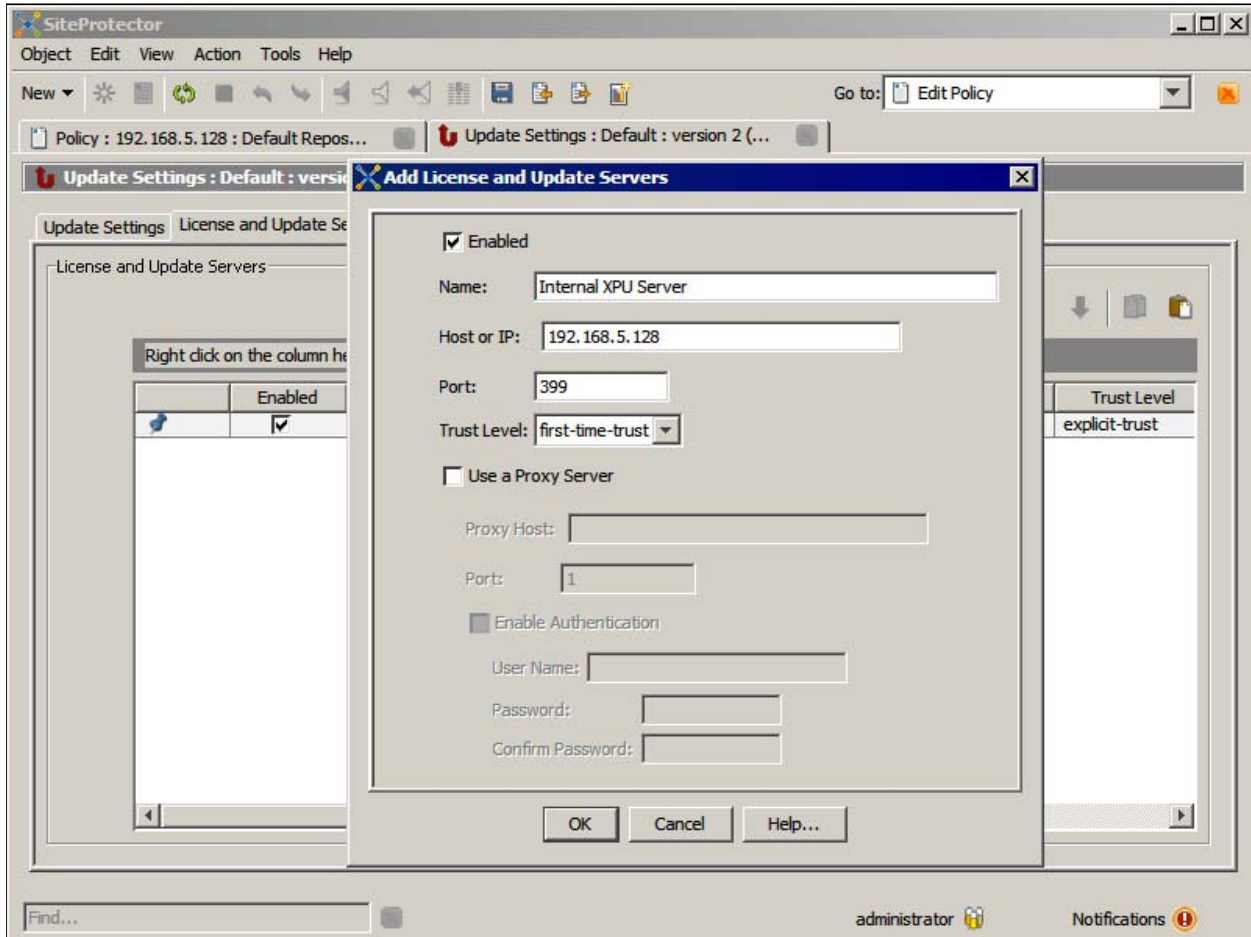 SiteProtector
Object Edit View Action Tools Help
New Go to: Edit Policy
Policy : 192.168.5.128 : Default Repos... Update Settings : Default : version 2 (...
Update Settings : Default : versi
Add License and Update Servers
Update Settings License and Update Se
License and Update Servers
Right click on the column he
Enabled Trust Level
explicit-trust
Enabled
Name: Internal XPU Server
Host or IP: 192.168.5.128
Port: 399
Trust Level: first-time-trust
Use a Proxy Server
Proxy Host:
Port: 1
Enable Authentication
User Name:
Password:
Confirm Password:
OK Cancel Help...
Find... administrator Notifications